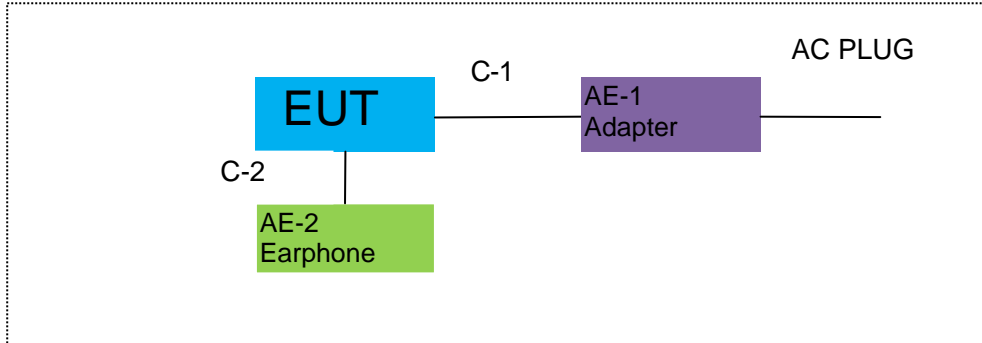 AC PLUG
C-1
EUT
AE-1
Adapter
C-2
AE-2
Earphone